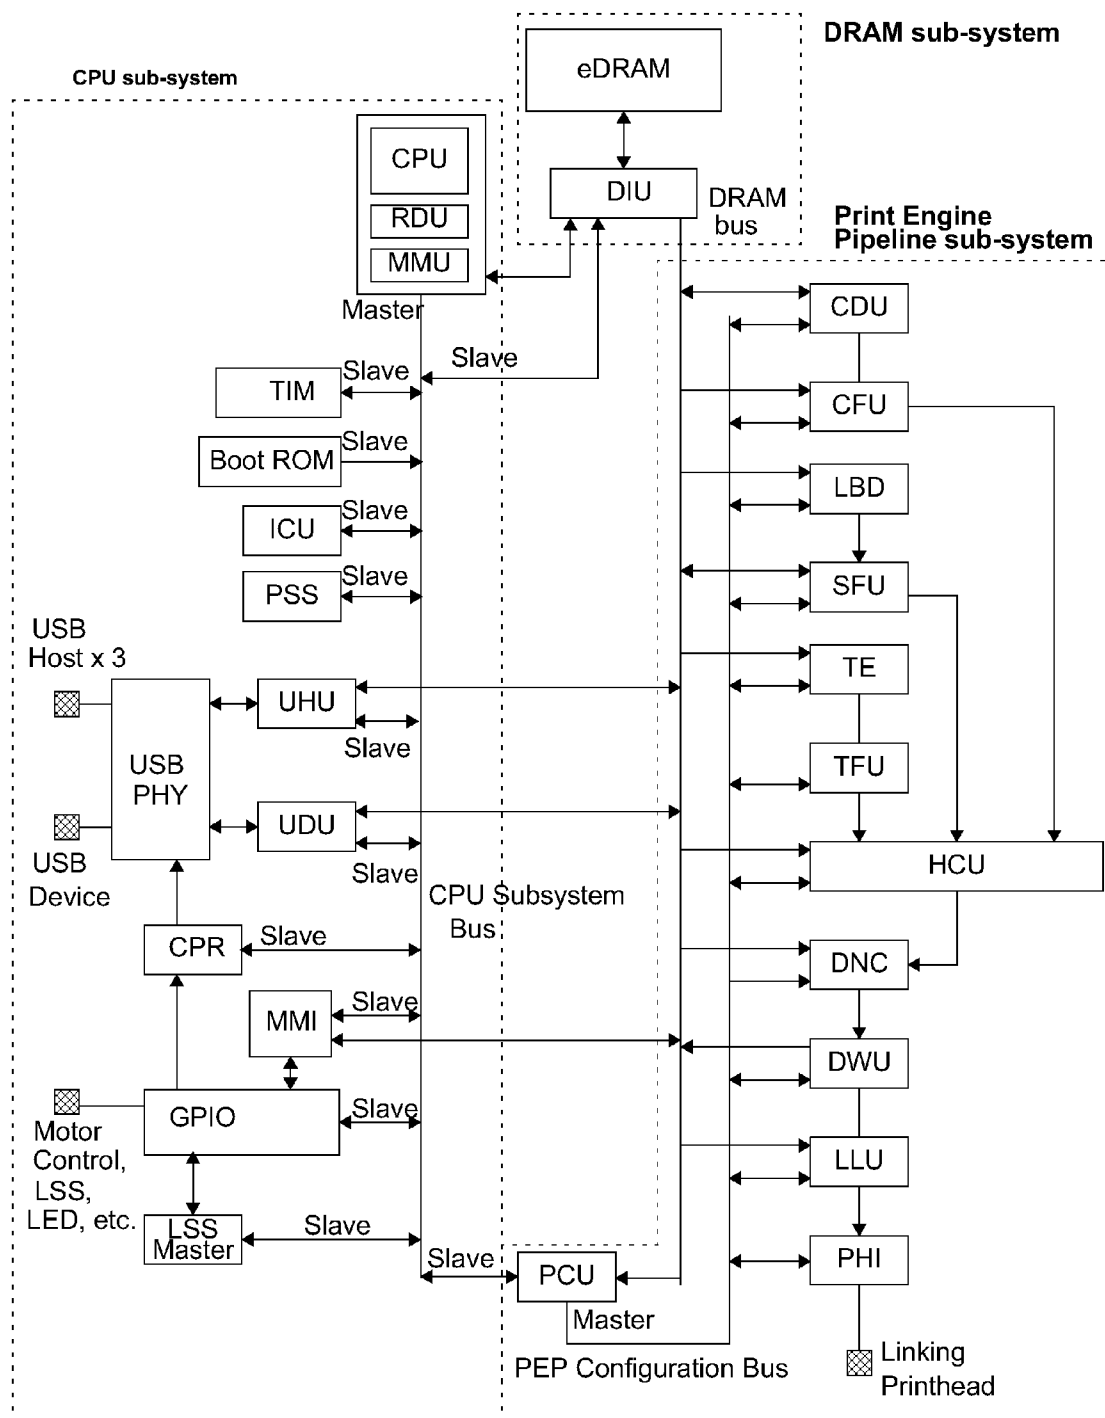 DRAM sub-system
eDRAM
CPU sub-system
CPU
DIU
DRAM
bus
RDU
Print Engine
Pipeline sub-system
MMU
Master
CDU
Slave
Slave
TIM
CFU
Slave
Boot ROM
LBD
Slave
ICU
Slave
PSS
SFU
USB
Host x 3
TE
UHU
Slave
USB
PHY
TFU
UDU
USB
Device
Slave
HCU
CPU Subsystem
Bus
CPR
Slave
DNC
MMI
Slave
DWU
GPIO
Slave
Motor
Control,
LSS,
LED, etc.
LLU
LSS
Master
Slave
Slave
PCU
PHI
Master
PEP Configuration Bus
Linking
Printhead